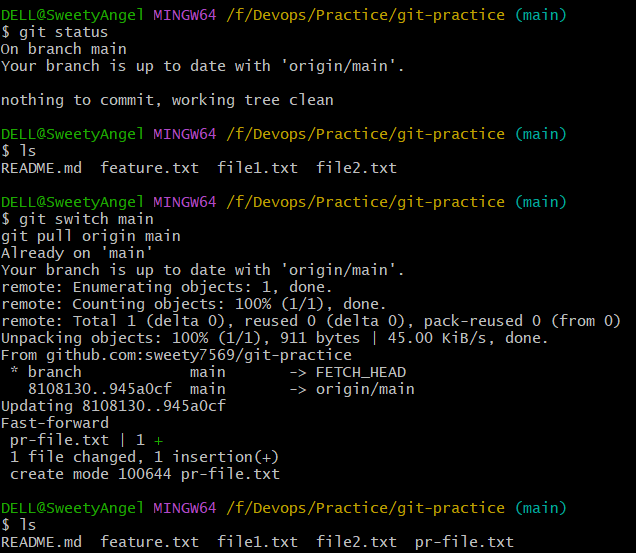 DELL@SweetyAngel MINGW64 /f/Devops/Practice/git-practice (main)
$ git status
On branch main
Your branch is up to date with 'origin/main'.
nothing to commit, working tree clean
DELL@SweetyAngel MINGW64 /f/Devops/Practice/git-practice (main)
$ ls
README.md  feature.txt  file1.txt  file2.txt
DELL@SweetyAngel MINGW64 /f/Devops/Practice/git-practice (main)
$ git switch main
git pull origin main
Already on 'main'
Your branch is up to date with 'origin/main'.
remote: Enumerating objects: 1, done.
remote: Counting objects: 100% (1/1), done.
remote: Total 1 (delta 0), reused 0 (delta 0), pack-reused 0 (from 0)
Unpacking objects: 100% (1/1), 911 bytes | 45.00 KiB/s, done.
From github.com:sweety7569/git-practice
 * branch            main       -> FETCH_HEAD
   8108130..945a0cf  main       -> origin/main
Updating 8108130..945a0cf
Fast-forward
 pr-file.txt | 1 +
 1 file changed, 1 insertion(+)
 create mode 100644 pr-file.txt
DELL@SweetyAngel MINGW64 /f/Devops/Practice/git-practice (main)
$ ls
README.md  feature.txt  file1.txt  file2.txt  pr-file.txt